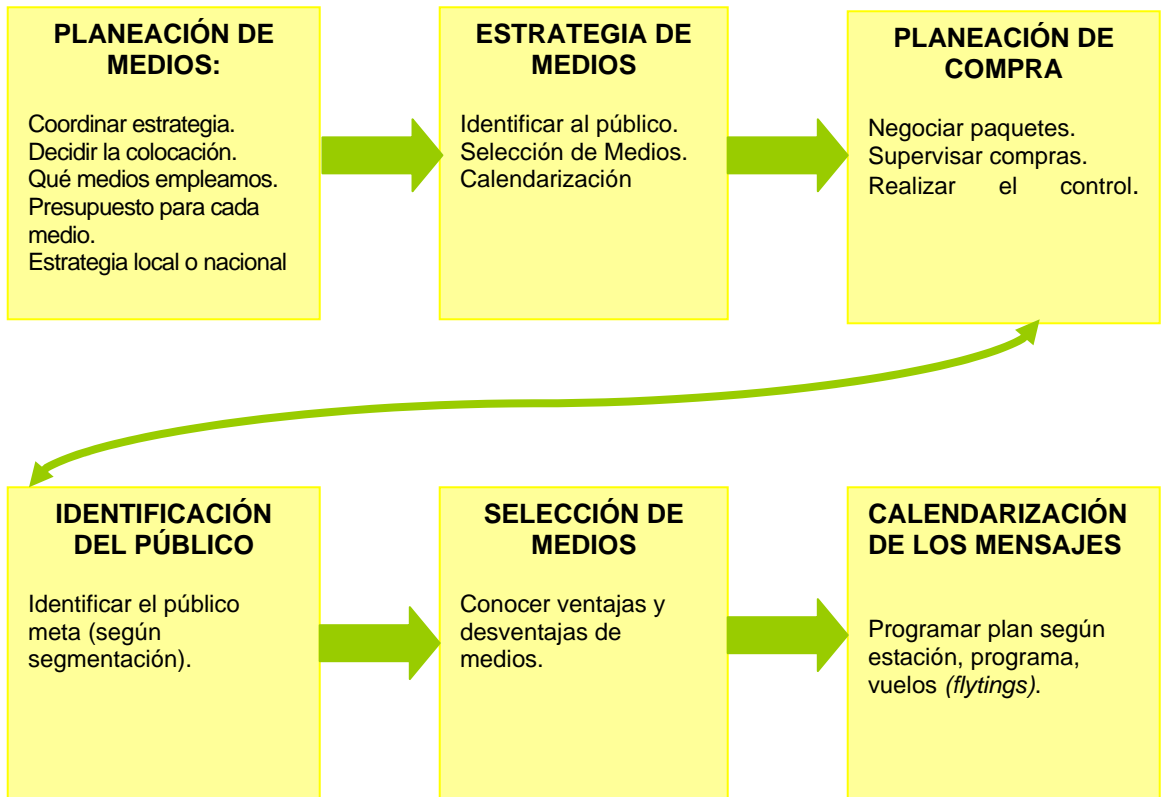 PLANEACIÓN DE
MEDIOS:
Coordinar estrategia.
Decidir la colocación.
Qué medios empleamos.
Presupuesto para cada
medio.
Estrategia local o nacional
ESTRATEGIA DE
MEDIOS
Identificar al público.
Selección de Medios.
Calendarización
PLANEACIÓN DE
COMPRA
Negociar paquetes.
Supervisar compras.
Realizar el control.
IDENTIFICACIÓN
DEL PÚBLICO
Identificar el público
meta (según
segmentación).
SELECCIÓN DE
MEDIOS
Conocer ventajas y
desventajas de
medios.
CALENDARIZACIÓN
DE LOS MENSAJES
Programar plan según
estación, programa,
vuelos (flytings).